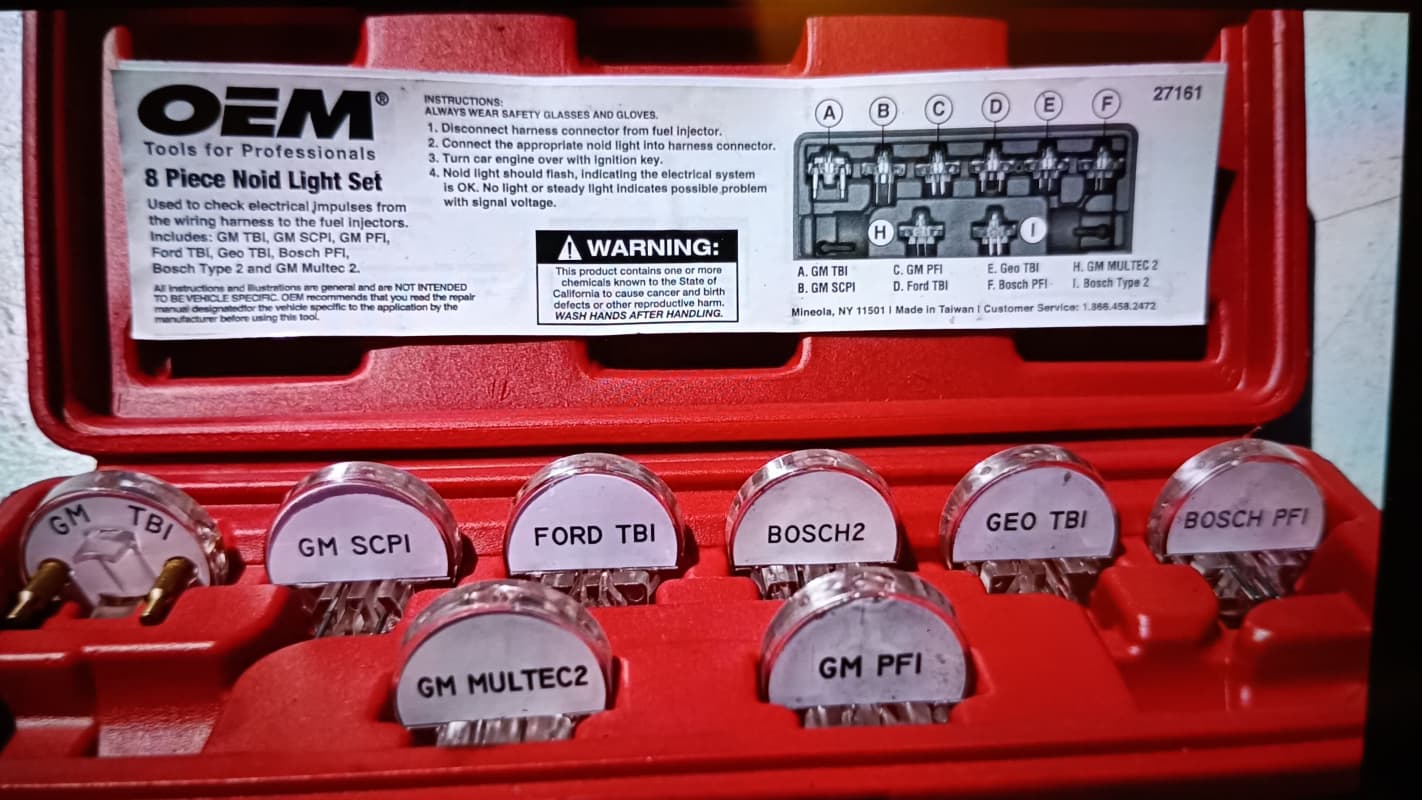 OEM®
Tools for Professionals
8 Piece Noid Light Set
Used to check electrical impulses from
the wiring harness to the fuel injectors.
Includes: GM TBI, GM SCPI, GM PFI,
Ford TBI, Geo TBI, Bosch PFI,
Bosch Type 2 and GM Multec 2.
All instructions and illustrations are general and are NOT INTENDED
TO BE VEHICLE SPECIFIC. OEM recommends that you read the repair
manual designatedfor the vehicle specific to the application by the
manufacturer before using this tool.
INSTRUCTIONS:
ALWAYS WEAR SAFETY GLASSES AND GLOVES.
1. Disconnect harness connector from fuel injector.
2. Connect the appropriate noid light into harness connector.
3. Turn car engine over with ignition key.
4. Noid light should flash, indicating the electrical system
is OK. No light or steady light indicates possible problem
with signal voltage.
WARNING:
This product contains one or more
chemicals known to the State of
California to cause cancer and birth
defects or other reproductive harm.
WASH HANDS AFTER HANDLING.
27161
A B C D E F
H I
A. GM TBI C. GM PFI E. Geo TBI H. GM MULTEC 2
B. GM SCPI D. Ford TBI F. Bosch PFI I. Bosch Type 2
Mineola, NY 11501 I Made in Taiwan I Customer Service: 1.866.458.2472
GM TBI
GM SCPI
FORD TBI
BOSCH2
GEO TBI
BOSCH PFI
GM MULTEC2
GM PFI